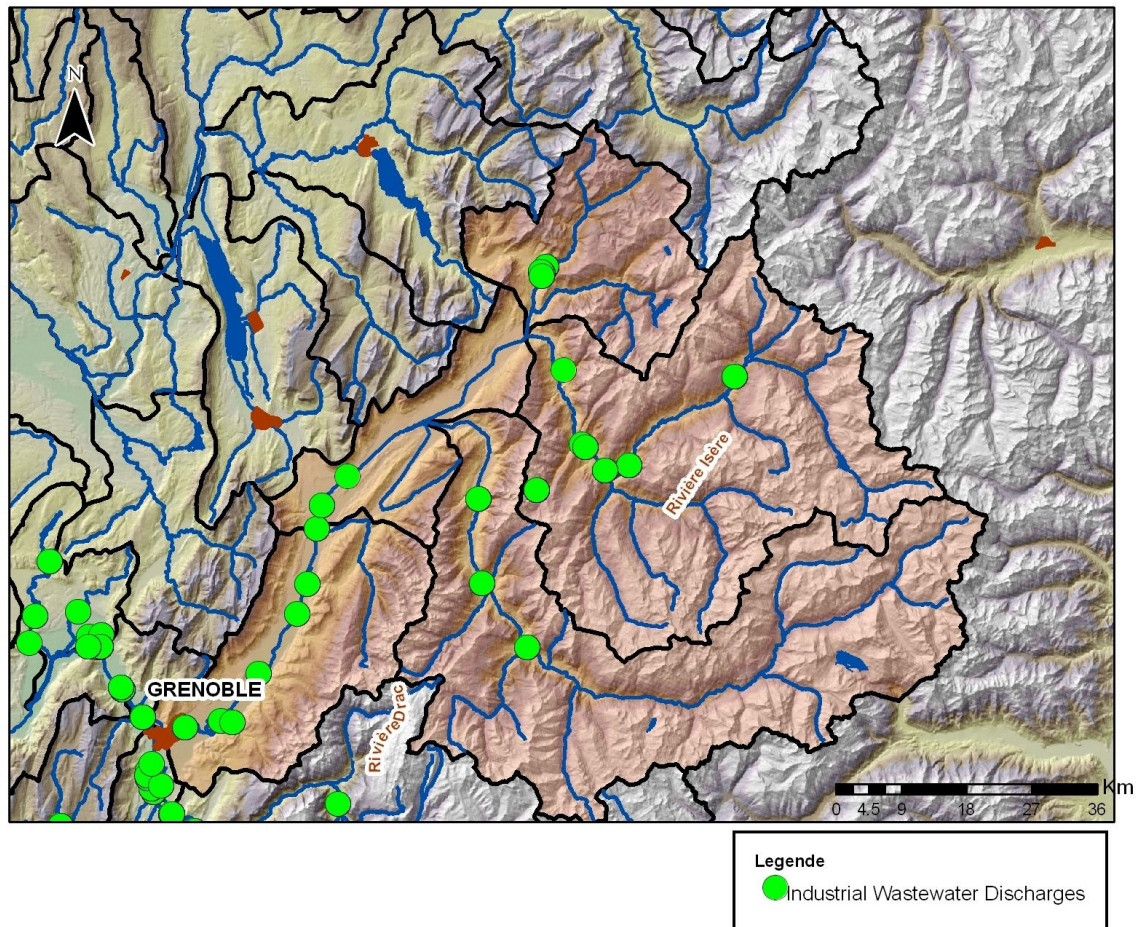 N
Rivière Isère
GRENOBLE
RivièreDrac
Km
0 4,5 9 18 27 36
Legende
Industrial Wastewater Discharges